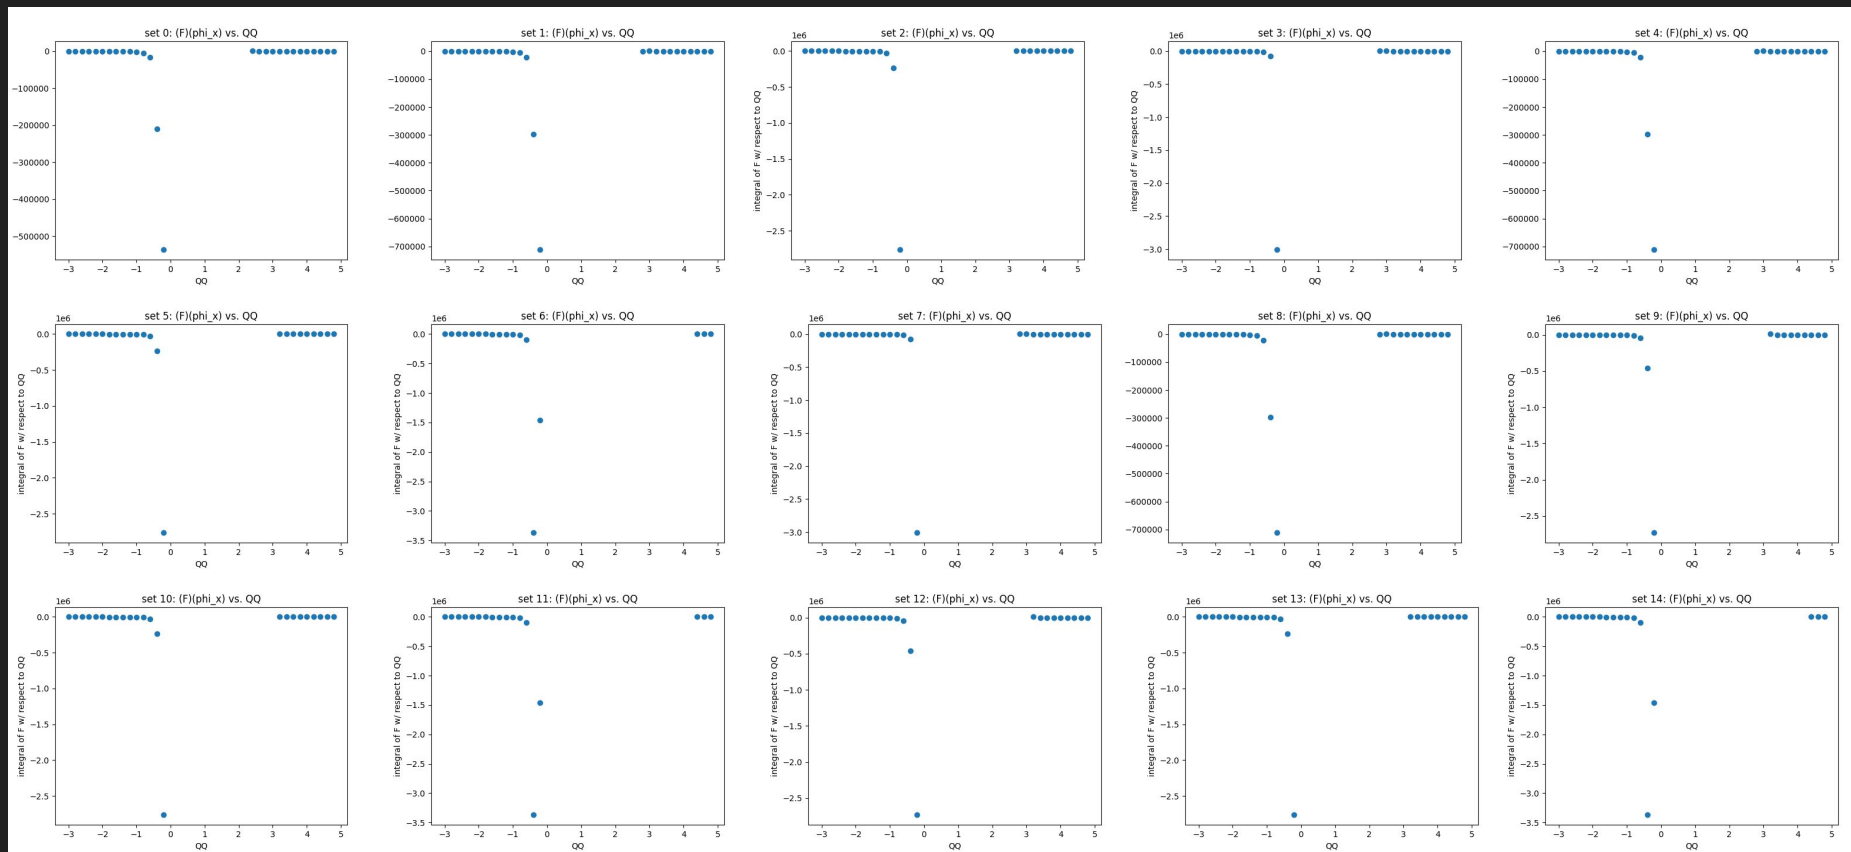 set 0: (F)(phi_x) vs. QQ
0
−100000
−200000
−300000
−400000
−500000
−3 −2 −1 0 1 2 3 4 5
QQ
set 1: (F)(phi_x) vs. QQ
0
−100000
−200000
−300000
−400000
−500000
−600000
−700000
−3 −2 −1 0 1 2 3 4 5
QQ
set 2: (F)(phi_x) vs. QQ
1e6
integral of F w/ respect to QQ
0.0
−0.5
−1.0
−1.5
−2.0
−2.5
−3 −2 −1 0 1 2 3 4 5
QQ
set 3: (F)(phi_x) vs. QQ
1e6
integral of F w/ respect to QQ
0.0
−0.5
−1.0
−1.5
−2.0
−2.5
−3.0
−3 −2 −1 0 1 2 3 4 5
QQ
set 4: (F)(phi_x) vs. QQ
0
−100000
−200000
−300000
−400000
−500000
−600000
−700000
−3 −2 −1 0 1 2 3 4 5
QQ
set 5: (F)(phi_x) vs. QQ
1e6
integral of F w/ respect to QQ
0.0
−0.5
−1.0
−1.5
−2.0
−2.5
−3 −2 −1 0 1 2 3 4 5
QQ
set 6: (F)(phi_x) vs. QQ
1e6
integral of F w/ respect to QQ
0.0
−0.5
−1.0
−1.5
−2.0
−2.5
−3.0
−3.5
−3 −2 −1 0 1 2 3 4 5
QQ
set 7: (F)(phi_x) vs. QQ
1e6
integral of F w/ respect to QQ
0.0
−0.5
−1.0
−1.5
−2.0
−2.5
−3.0
−3 −2 −1 0 1 2 3 4 5
QQ
set 8: (F)(phi_x) vs. QQ
0
−100000
−200000
−300000
−400000
−500000
−600000
−700000
−3 −2 −1 0 1 2 3 4 5
QQ
set 9: (F)(phi_x) vs. QQ
1e6
integral of F w/ respect to QQ
0.0
−0.5
−1.0
−1.5
−2.0
−2.5
−3 −2 −1 0 1 2 3 4 5
QQ
set 10: (F)(phi_x) vs. QQ
1e6
integral of F w/ respect to QQ
0.0
−0.5
−1.0
−1.5
−2.0
−2.5
−3 −2 −1 0 1 2 3 4 5
QQ
set 11: (F)(phi_x) vs. QQ
1e6
integral of F w/ respect to QQ
0.0
−0.5
−1.0
−1.5
−2.0
−2.5
−3.0
−3.5
−3 −2 −1 0 1 2 3 4 5
QQ
set 12: (F)(phi_x) vs. QQ
1e6
integral of F w/ respect to QQ
0.0
−0.5
−1.0
−1.5
−2.0
−2.5
−3 −2 −1 0 1 2 3 4 5
QQ
set 13: (F)(phi_x) vs. QQ
1e6
integral of F w/ respect to QQ
0.0
−0.5
−1.0
−1.5
−2.0
−2.5
−3 −2 −1 0 1 2 3 4 5
QQ
set 14: (F)(phi_x) vs. QQ
1e6
integral of F w/ respect to QQ
0.0
−0.5
−1.0
−1.5
−2.0
−2.5
−3.0
−3.5
−3 −2 −1 0 1 2 3 4 5
QQ